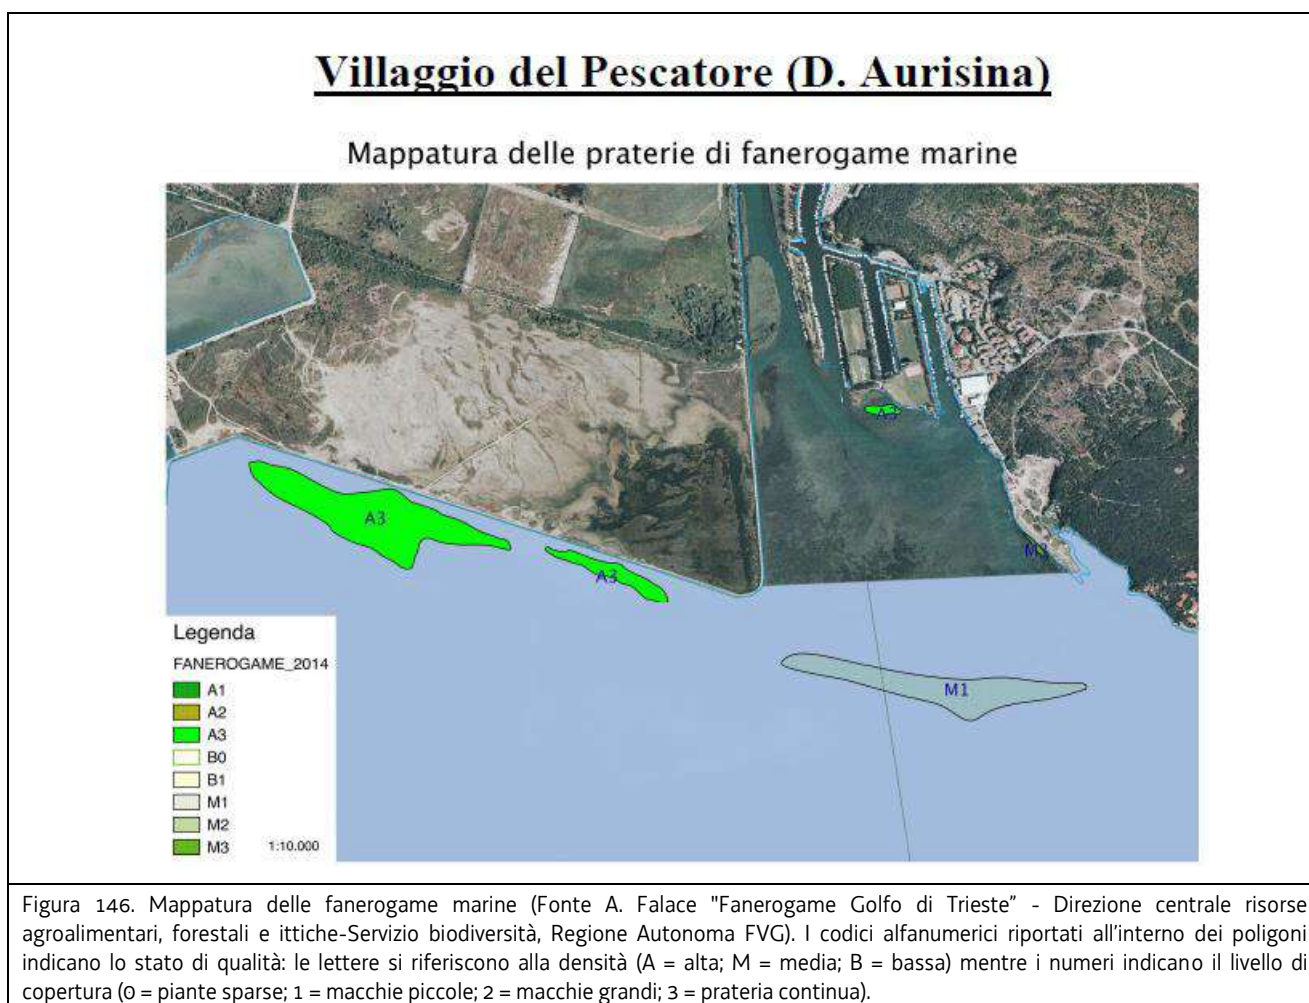 Villaggio del Pescatore (D. Aurisina)
Mappatura delle praterie di fanerogame marine
A3
A3
M1
Legenda
FANEROGAME_2014
A1
A2
A3
B0
B1
M1
M2
M3 1:10.000
Figura 146. Mappatura delle fanerogame marine (Fonte A. Falace "Fanerogame Golfo di Trieste" - Direzione centrale risorse
agroalimentari, forestali e ittiche-Servizio biodiversità, Regione Autonoma FVG). I codici alfanumerici riportati all'interno dei poligoni
indicano lo stato di qualità: le lettere si riferiscono alla densità (A = alta; M = media; B = bassa) mentre i numeri indicano il livello di
copertura (0 = piante sparse; 1 = macchie piccole; 2 = macchie grandi; 3 = prateria continua).